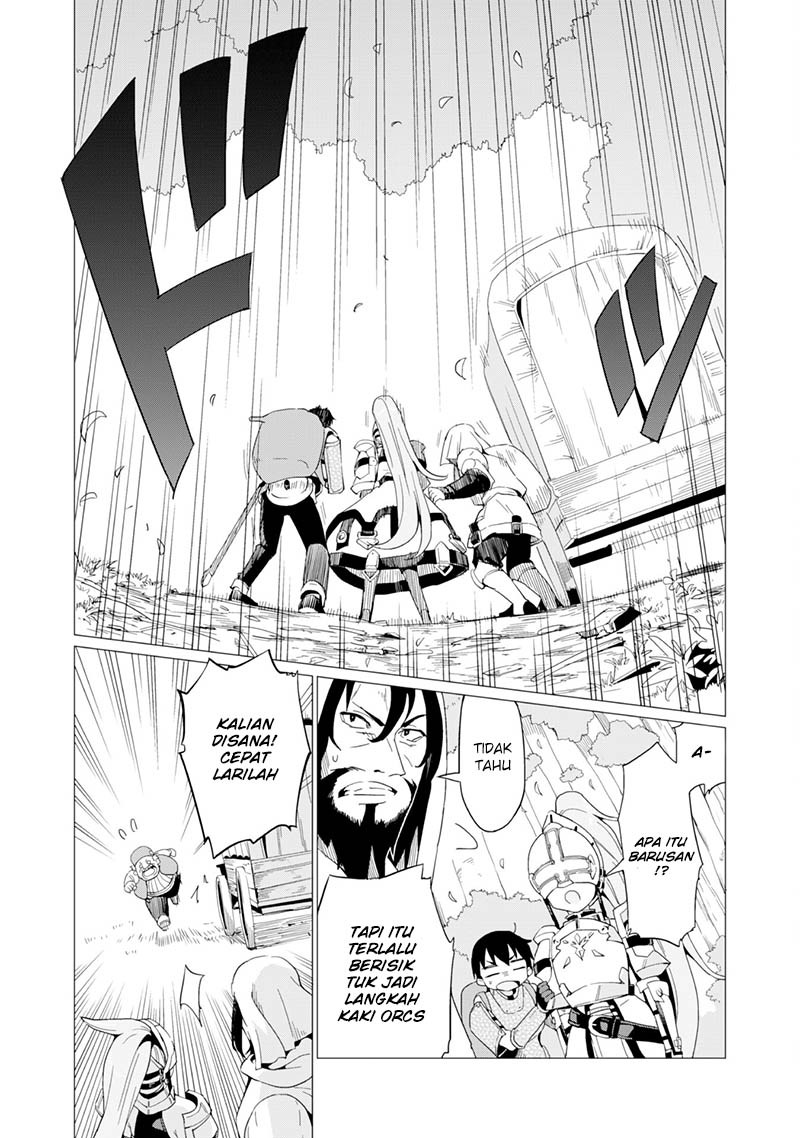 ドドッ
A-
APA ITU
BARUSAN
!?
TIDAK
TAHU
TAPI ITU
TERLALU
BERISIK
TUK JADI
LANGKAH
KAKI ORCS
KALIAN
DISANA!
CEPAT
LARILAH